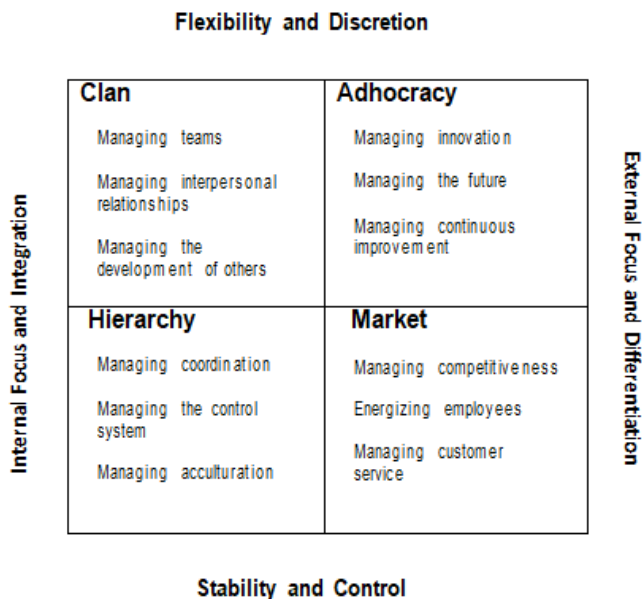 Flexibility and Discretion
Clan
Managing teams
Managing interpersonal
relationships
Managing the
development of others
Adhocracy
Managing innovation
Managing the future
Managing continuous
improvement
Internal Focus and Integration
External Focus and Differentiation
Hierarchy
Managing coordination
Managing the control
system
Managing acculturation
Market
Managing competitiveness
Energizing employees
Managing customer
service
Stability and Control